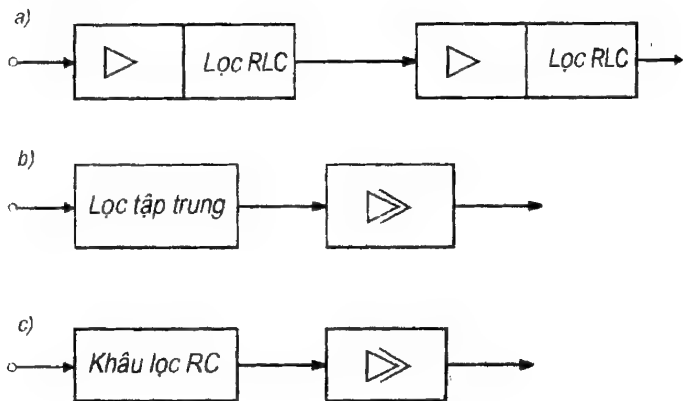 a)
Lọc RLC
Lọc RLC
b)
Lọc tập trung
c)
Khâu lọc RC